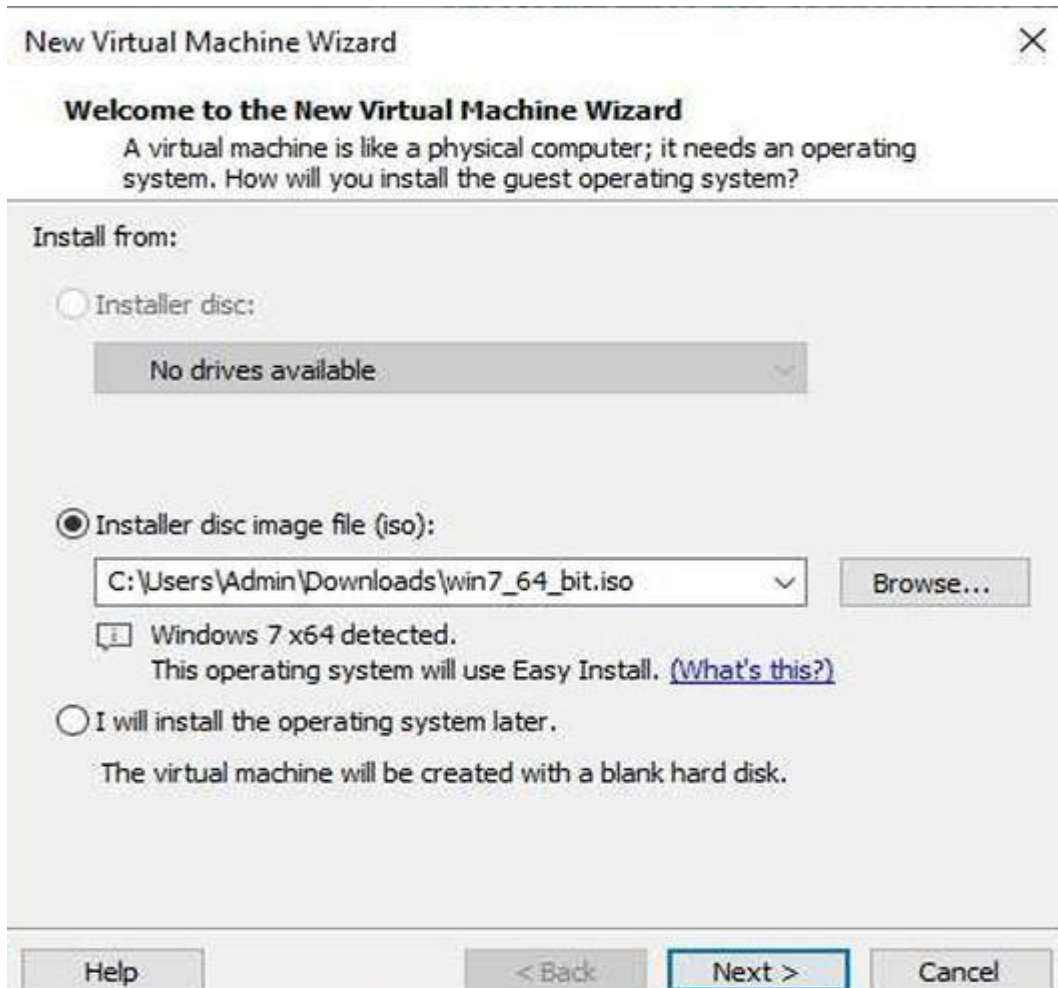 New Virtual Machine Wizard
Welcome to the New Virtual Machine Wizard
A virtual machine is like a physical computer; it needs an operating
system. How will you install the guest operating system?
Install from:
Installer disc:
No drives available
Installer disc image file (iso):
C:\Users\Admin\Downloads\win7_64_bit.iso
Browse...
Windows 7 x64 detected.
This operating system will use Easy Install. (What's this?)
I will install the operating system later.
The virtual machine will be created with a blank hard disk.
Help < Back Next > Cancel